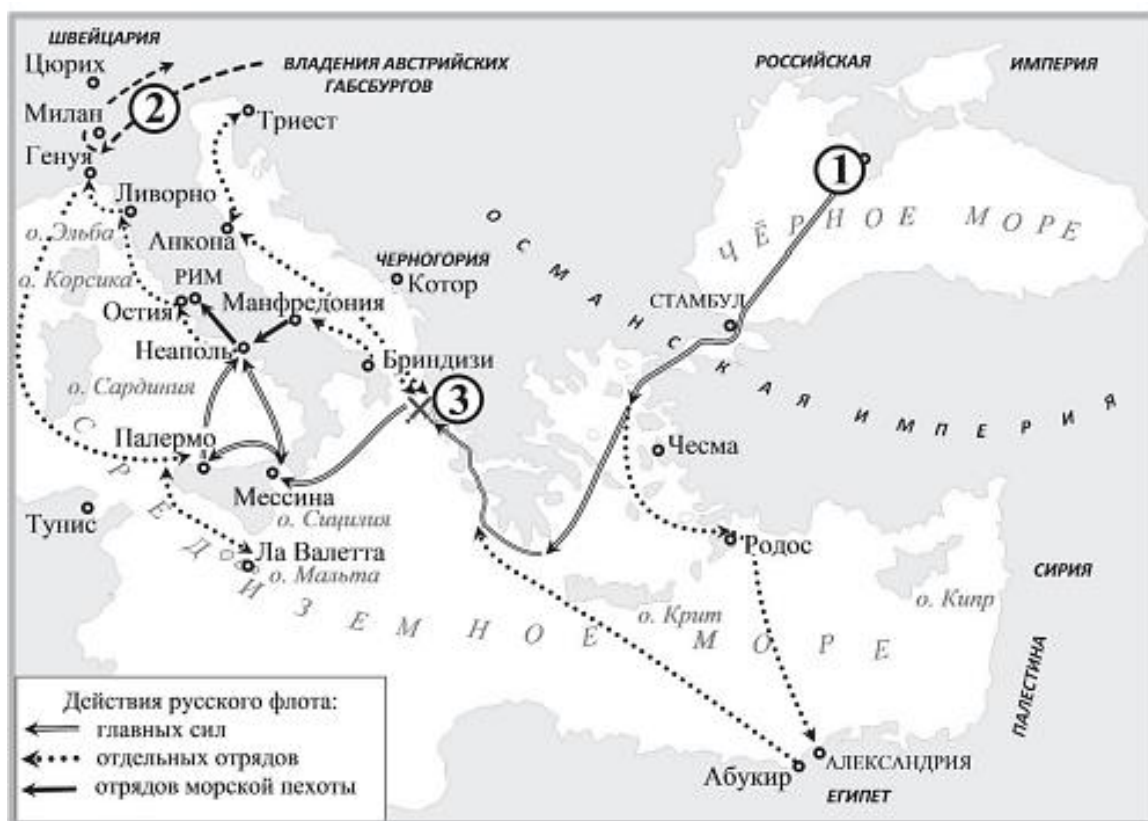 ШВЕЙЦАРИЯ
Цюрих
ВЛАДЕНИЯ АВСТРИЙСКИХ
ГАБСБУРГОВ
РОССИЙСКАЯ
ИМПЕРИЯ
Милан
2
Триест
Генуя
1
Ливорно
о. Эльба
Анкона
ЧЁРНОЕ МОРЕ
о. Корсика
РИМ
ЧЕРНОГОРИЯ
Котор
ОСМАНСКАЯ ИМПЕРИЯ
Остия
Манфредония
СТАМБУЛ
Неаполь
Бриндизи
о. Сардиния
3
Палермо
Чесма
Мессина
Тунис
о. Сицилия
Ла Валетта
о. Мальта
Родос
СИРИЯ
о. Кипр
о. Крит
СРЕДИЗЕМНОЕ МОРЕ
ПАЛЕСТИНА
Действия русского флота:
главных сил
отдельных отрядов
отрядов морской пехоты
Абукир
АЛЕКСАНДРИЯ
ЕГИПЕТ